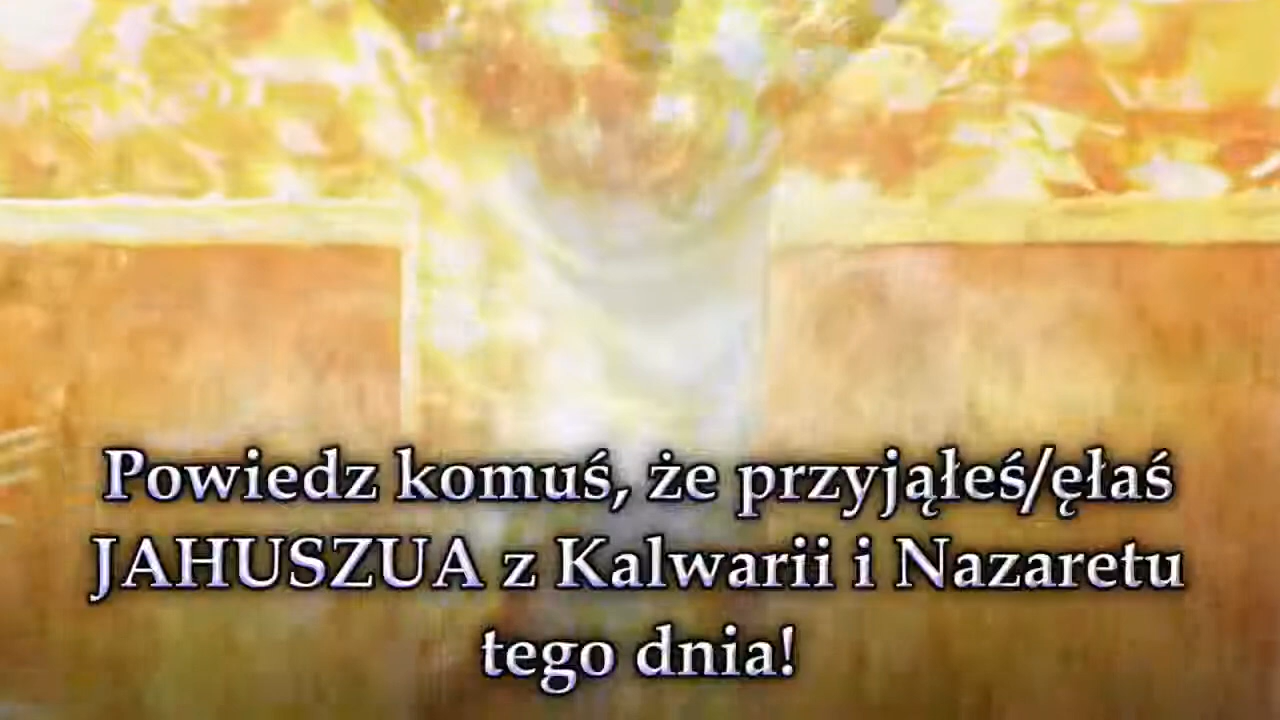 Powiedz komuś, że przyjąłeś/ęłaś
JAHUSZUA z Kalwarii i Nazaretu
tego dnia!